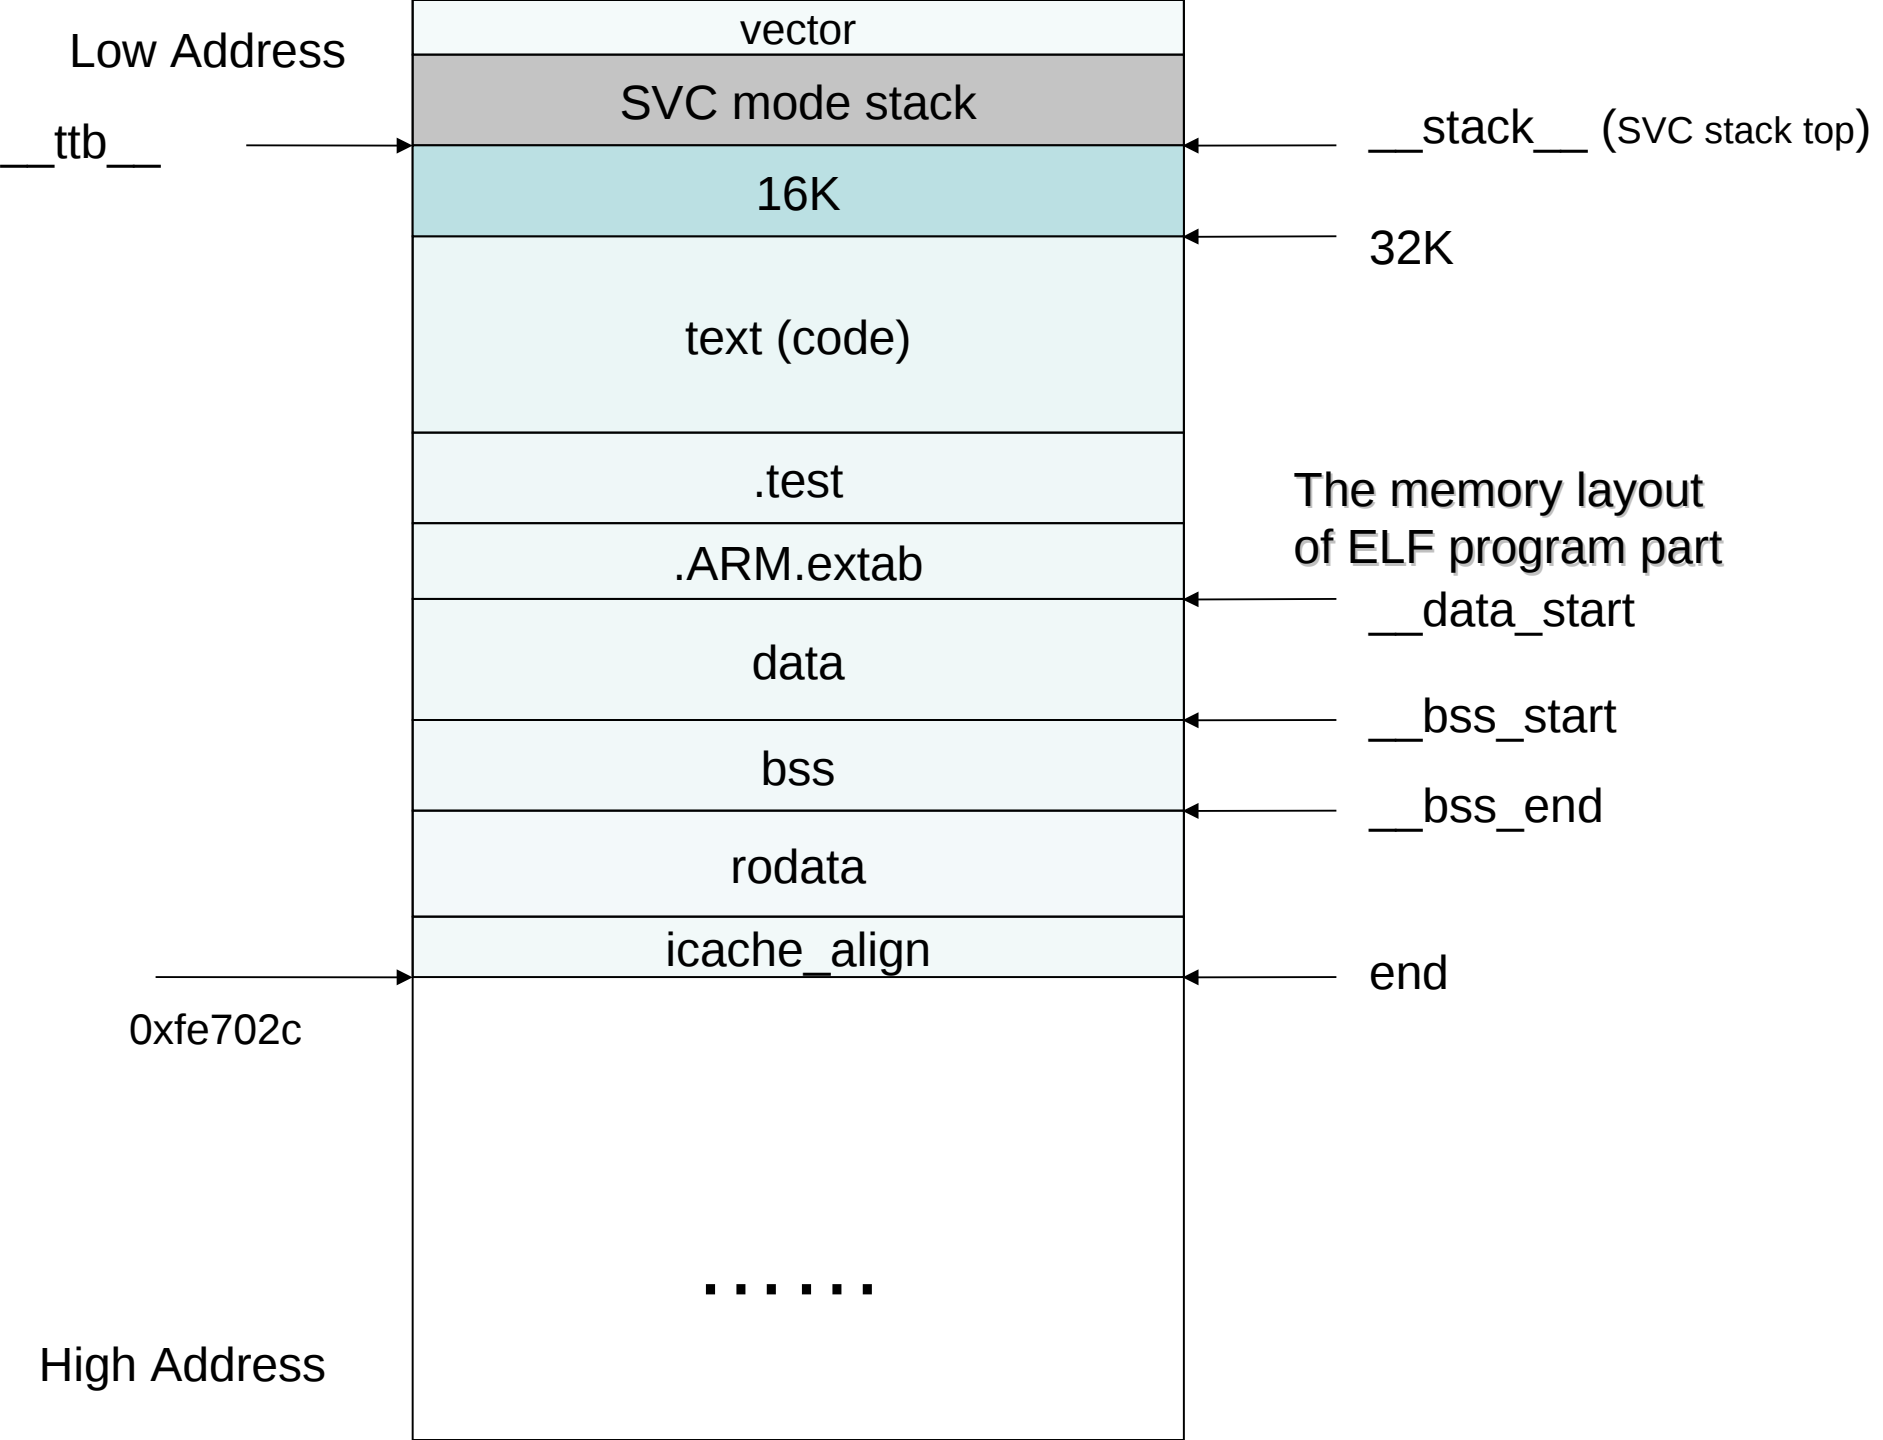 vector
Low Address
SVC mode stack
__ttb__
__stack__ (SVC stack top)
16K
32K
text (code)
.test
The memory layout
of ELF program part
.ARM.extab
__data_start
data
__bss_start
bss
__bss_end
rodata
icache_align
end
0xfe702c
……
High Address